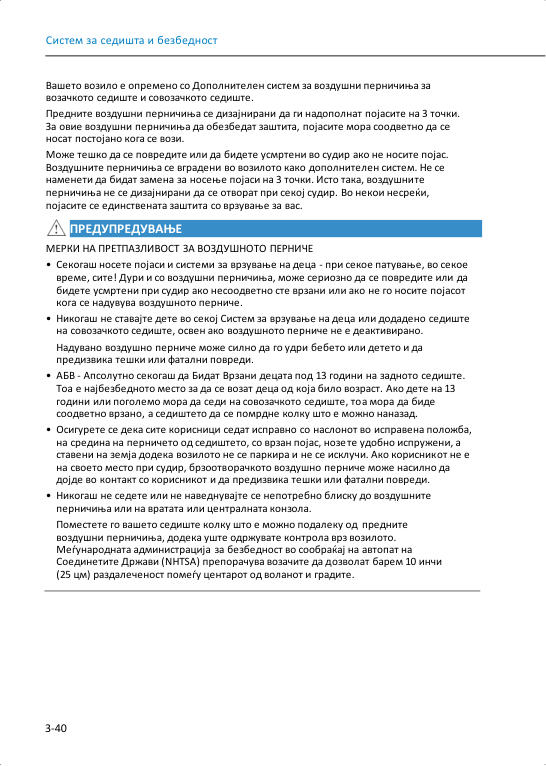 Систем за седишта и безбедност
Вашето возило е опремено со Дополнителен систем за воздушни перничиња за
возачкото седиште и совозачкото седиште.
Предните воздушни перничиња се дизајнирани да ги надополнат појасите на 3 точки.
За овие воздушни перничиња да обезбедат заштита, појасите мора соодветно да се
носат постојано кога се вози.
Може тешко да се повредите или да бидете усмртени во судир ако не носите појас.
Воздушните перничиња се вградени во возилото како дополнителен систем. Не се
наменети да бидат замена за носење појаси на 3 точки. Исто така, воздушните
перничиња не се дизајнирани да се отворат при секој судир. Во некои несреќи,
појасите се единствената заштита со врзување за вас.
ПРЕДУПРЕДУВАЊЕ
МЕРКИ НА ПРЕТПАЗЛИВОСТ ЗА ВОЗДУШНОТО ПЕРНИЧЕ
• Секогаш носете појаси и системи за врзување на деца - при секое патување, во секое
време, сите! Дури и со воздушни перничиња, може сериозно да се повредите или да
бидете усмртени при судир ако несоодветно сте врзани или ако не го носите појасот
кога се надувува воздушното перниче.
• Никогаш не ставајте дете во секој Систем за врзување на деца или додадено седиште
на совозачкото седиште, освен ако воздушното перниче не е деактивирано.
Надувано воздушно перниче може силно да го удри бебето или детето и да
предизвика тешки или фатални повреди.
• АБВ - Апсолутно секогаш да Бидат Врзани децата под 13 години на задното седиште.
Тоа е најбезбедното место за да се возат деца од која било возраст. Ако дете на 13
години или поголемо мора да седи на совозачкото седиште, тоа мора да биде
соодветно врзано, а седиштето да се помрдне колку што е можно наназад.
• Осигурете се дека сите корисници седат исправно со наслонот во исправена положба,
на средина на перничето од седиштето, со врзан појас, нозете удобно испружени, а
ставени на земја додека возилото не се паркира и не се исклучи. Ако корисникот не е
на своето место при судир, брзоотворачкото воздушно перниче може насилно да
дојде во контакт со корисникот и да предизвика тешки или фатални повреди.
• Никогаш не седете или не наведнувајте се непотребно блиску до воздушните
перничиња или на вратата или централната конзола.
Поместете го вашето седиште колку што е можно подалеку од предните
воздушни перничиња, додека уште одржувате контрола врз возилото.
Меѓународната администрација за безбедност во сообраќај на автопат на
Соединетите Држави (NHTSA) препорачува возачите да дозволат барем 10 инчи
(25 цм) раздалеченост помеѓу центарот од воланот и градите.
3-40